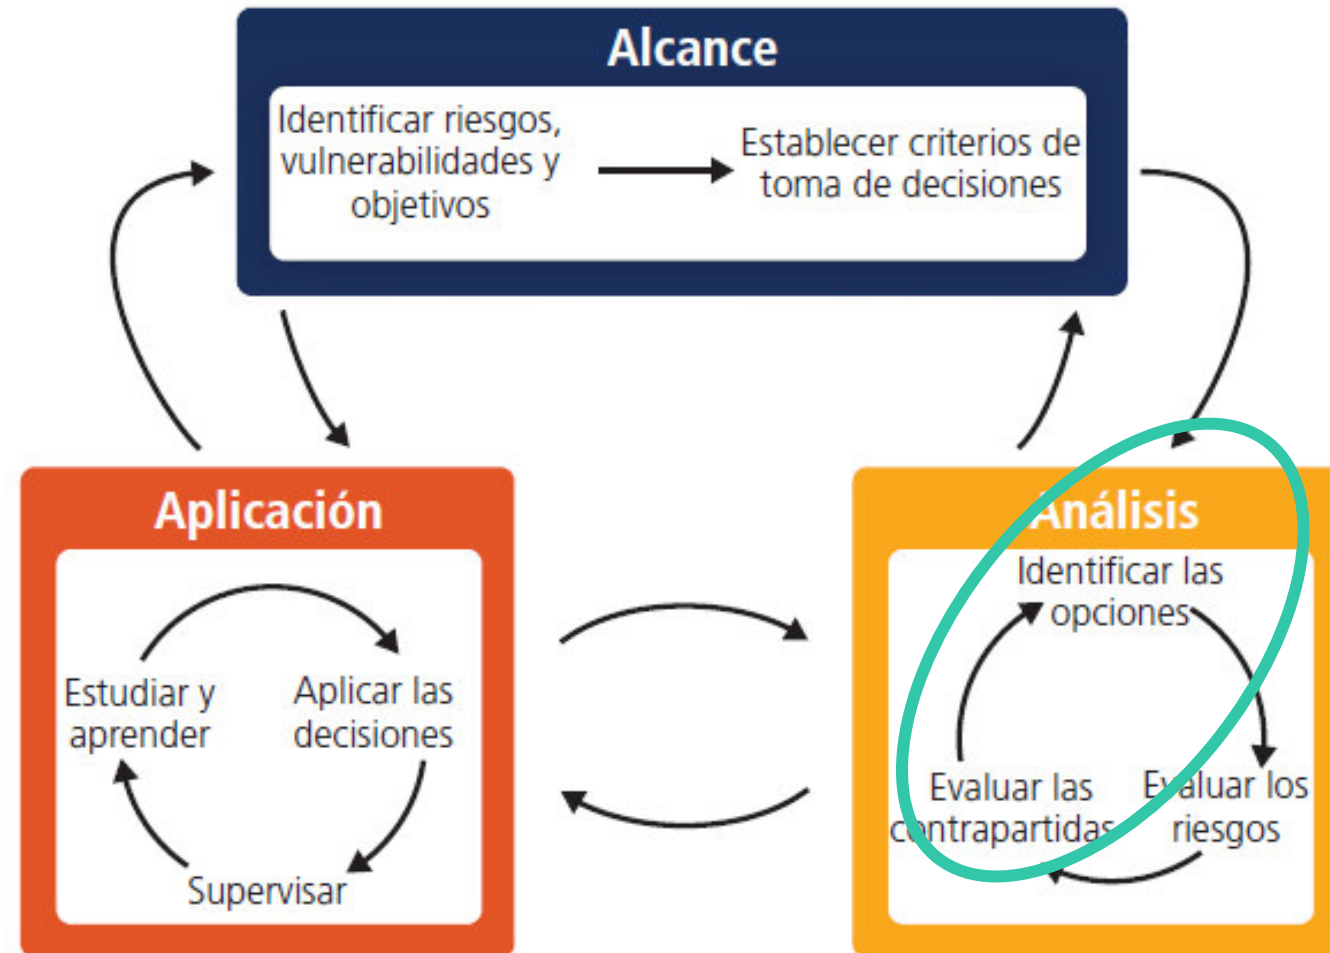 Alcance
Identificar riesgos,
vulnerabilidades y
objetivos
Establecer criterios de
toma de decisiones
Aplicación
Estudiar y
aprender
Aplicar las
decisiones
Supervisar
Análisis
Identificar las
opciones
Evaluar las
contrapartidas
Evaluar los
riesgos